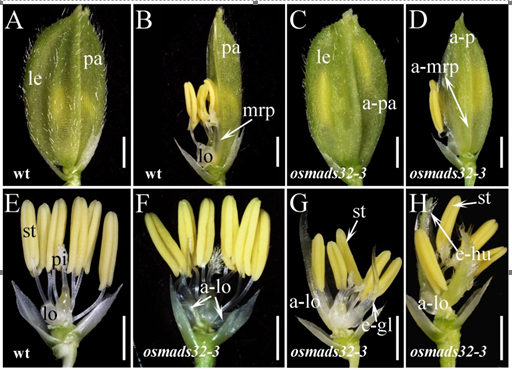 A
le
pa
wt
B
pa
mrp
lo
wt
C
le
a-pa
osmads32-3
D
a-p
a-mrp
osmads32-3
E
st
pi
lo
wt
F
a-lo
osmads32-3
G
st
a-lo
e-gl
osmads32-3
H
st
e-hu
a-lo
osmads32-3